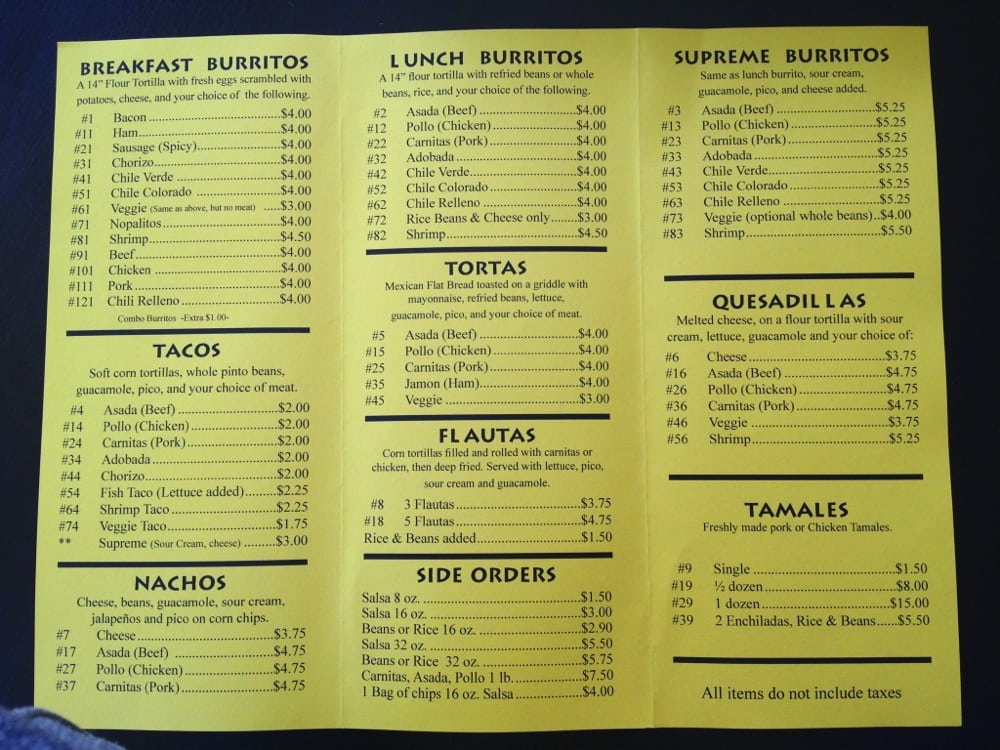 BREAKFAST BURRITOS
A 14" Flour Tortilla with fresh eggs scrambled with
potatoes, cheese, and your choice of the following.
#1 Bacon ....................................$4.00
#11 Ham.......................................$4.00
#21 Sausage (Spicy)......................$4.00
#31 Chorizo...................................$4.00
#41 Chile Verde .............................$4.00
#51 Chile Colorado .......................$4.00
#61 Veggie (Same as above, but no meat) .....$3.00
#71 Nopalitos.................................$4.00
#81 Shrimp.....................................$4.50
#91 Beef.........................................$4.00
#101 Chicken ...................................$4.00
#111 Pork.........................................$4.00
#121 Chili Relleno...........................$4.00
Combo Burritos -Extra $1.00-
TACOS
Soft corn tortillas, whole pinto beans,
guacamole, pico, and your choice of meat.
#4 Asada (Beef) ............................$2.00
#14 Pollo (Chicken).......................$2.00
#24 Carnitas (Pork).........................$2.00
#34 Adobada...................................$2.00
#44 Chorizo.....................................$2.00
#54 Fish Taco (Lettuce added).........$2.25
#64 Shrimp Taco..............................$2.25
#74 Veggie Taco...............................$1.75
** Supreme (Sour Cream, cheese) .........$3.00
NACHOS
Cheese, beans, guacamole, sour cream,
jalapeños and pico on corn chips.
#7 Cheese......................................$3.75
#17 Asada (Beef) ............................$4.75
#27 Pollo (Chicken)........................$4.75
#37 Carnitas (Pork).........................$4.75
LUNCH BURRITOS
A 14" flour tortilla with refried beans or whole
beans, rice, and your choice of the following.
#2 Asada (Beef) ...........................$4.00
#12 Pollo (Chicken).......................$4.00
#22 Carnitas (Pork)........................$4.00
#32 Adobada .................................$4.00
#42 Chile Verde.............................$4.00
#52 Chile Colorado........................$4.00
#62 Chile Relleno .........................$4.00
#72 Rice Beans & Cheese only.......$3.00
#82 Shrimp.....................................$4.50
TORTAS
Mexican Flat Bread toasted on a griddle with
mayonnaise, refried beans, lettuce,
guacamole, pico, and your choice of meat.
#5 Asada (Beef) ............................$4.00
#15 Pollo (Chicken)........................$4.00
#25 Carnitas (Pork).........................$4.00
#35 Jamon (Ham)...........................$4.00
#45 Veggie .....................................$3.00
FLAUTAS
Corn tortillas filled and rolled with carnitas or
chicken, then deep fried. Served with lettuce, pico,
sour cream and guacamole.
#8 3 Flautas...................................$3.75
#18 5 Flautas...................................$4.75
Rice & Beans added.............................$1.50
SIDE ORDERS
Salsa 8 oz. ............................................$1.50
Salsa 16 oz. ..........................................$3.00
Beans or Rice 16 oz. ............................$2.90
Salsa 32 oz. ..........................................$5.50
Beans or Rice 32 oz. ...........................$5.75
Carnitas, Asada, Pollo 1 lb...................$7.50
1 Bag of chips 16 oz. Salsa..................$4.00
SUPREME BURRITOS
Same as lunch burrito, sour cream,
guacamole, pico, and cheese added.
#3 Asada (Beef) ............................$5.25
#13 Pollo (Chicken) .......................$5.25
#23 Carnitas (Pork).........................$5.25
#33 Adobada...................................$5.25
#43 Chile Verde...............................$5.25
#53 Chile Colorado.........................$5.25
#63 Chile Relleno ...........................$5.25
#73 Veggie (optional whole beans)..$4.00
#83 Shrimp......................................$5.50
QUESADILLAS
Melted cheese, on a flour tortilla with sour
cream, lettuce, guacamole and your choice of:
#6 Cheese......................................$3.75
#16 Asada (Beef) .............................$4.75
#26 Pollo (Chicken).........................$4.75
#36 Carnitas (Pork)..........................$4.75
#46 Veggie ......................................$3.75
#56 Shrimp......................................$5.25
TAMALES
Freshly made pork or Chicken Tamales.
#9 Single ........................................$1.50
#19 ½ dozen.....................................$8.00
#29 1 dozen....................................$15.00
#39 2 Enchiladas, Rice & Beans......$5.50
All items do not include taxes